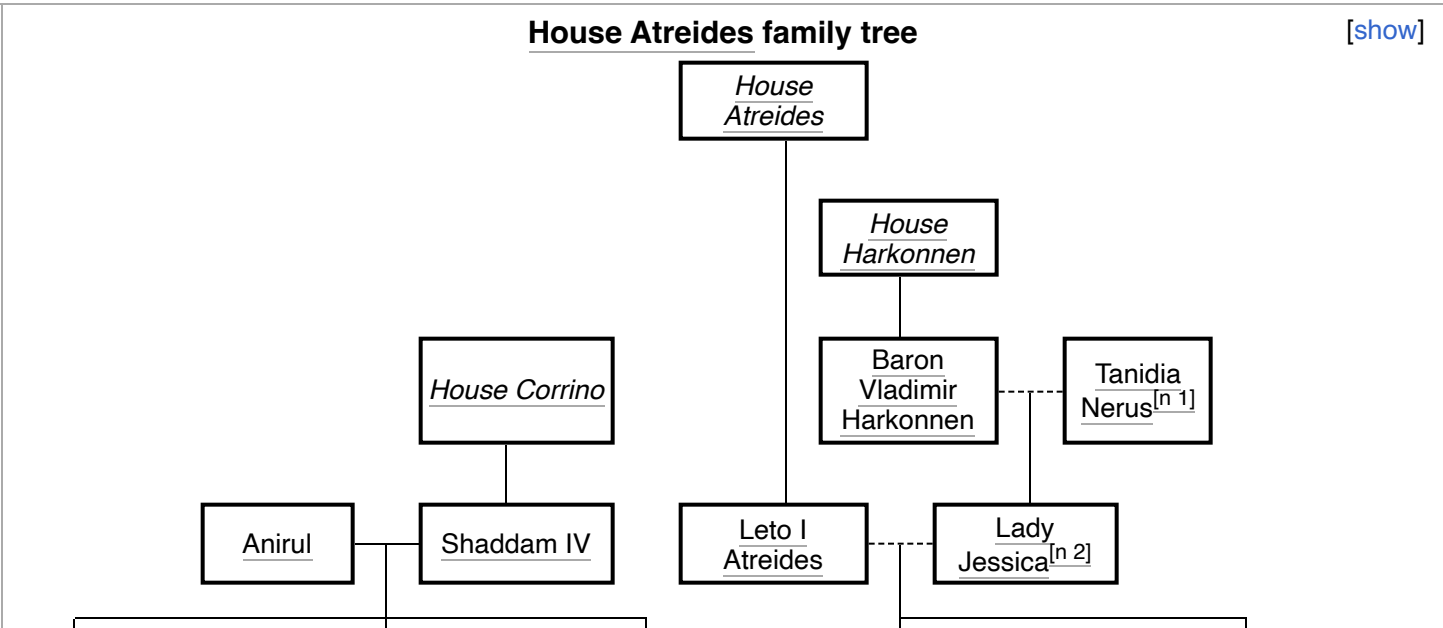 House Atreides family tree
[show]
House
Atreides
House
Harkonnen
House Corrino
Baron
Vladimir
Harkonnen
Tanidia
Nerus[n 1]
Anirul
Shaddam IV
Leto I
Atreides
Lady
Jessica[n 2]